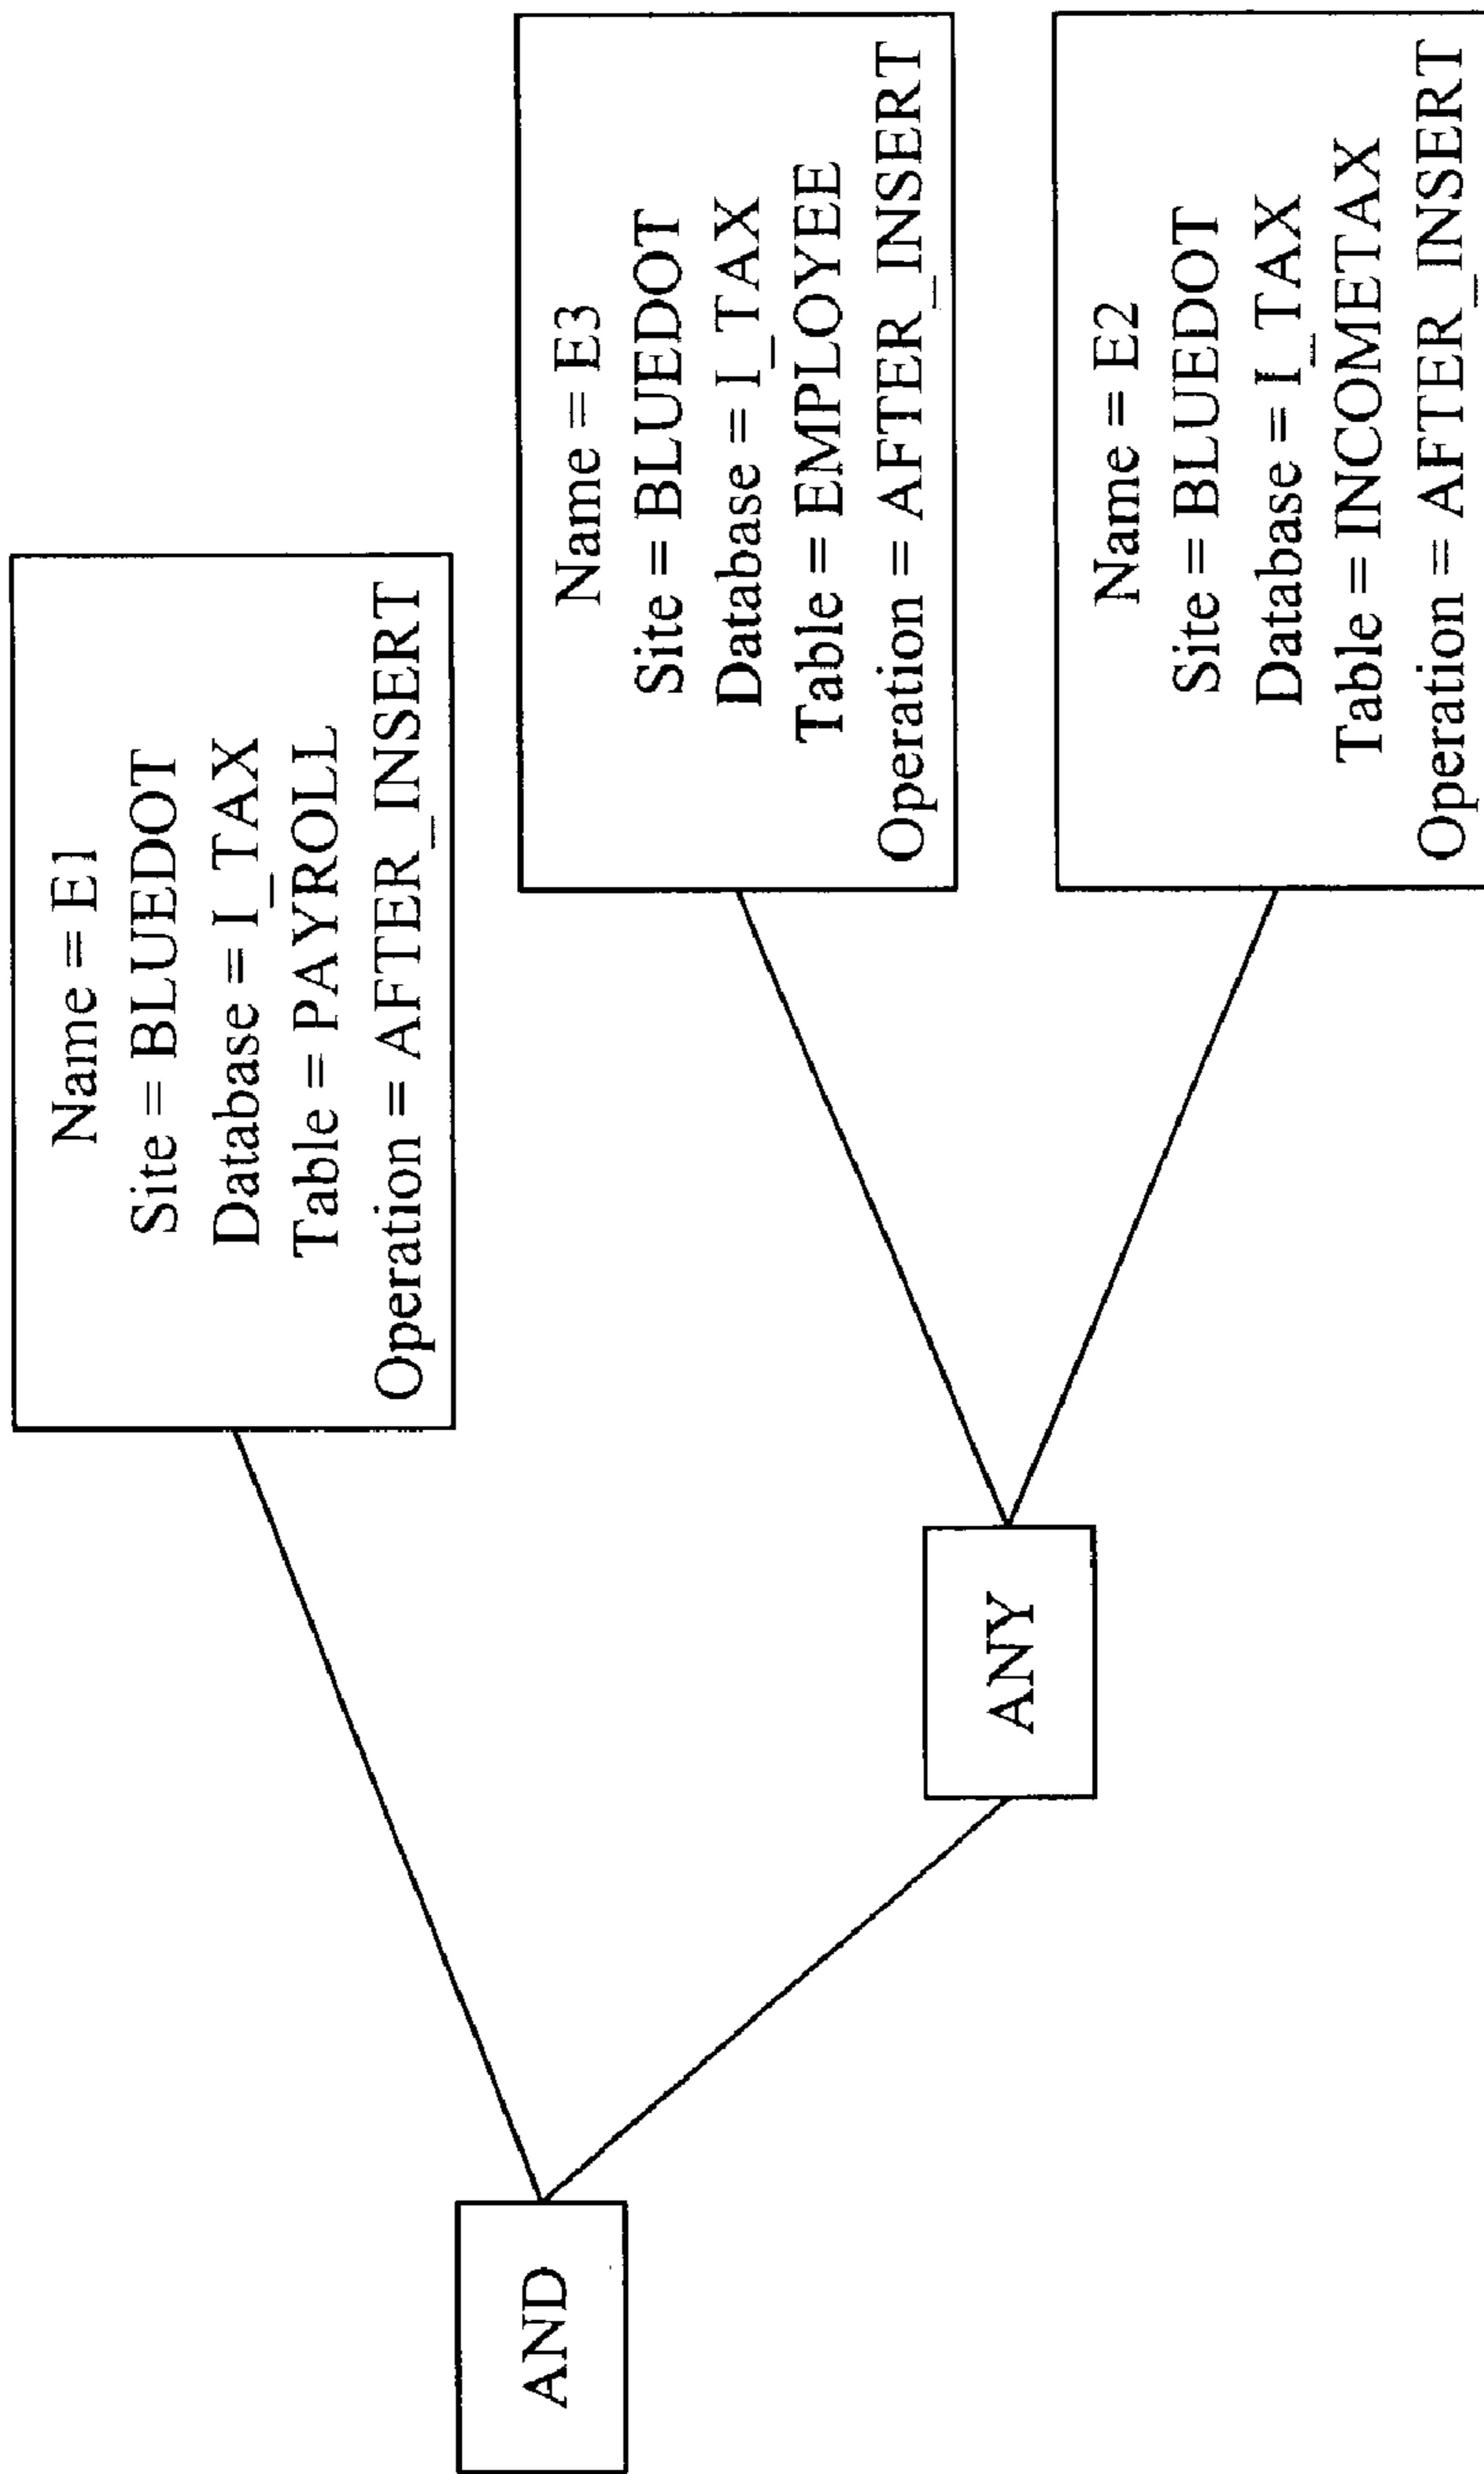 Name = E1
Site = BLUEDOT
Database = I_TAX
Table = PAYROLL
Operation = AFTER_INSERT
Name = E3
Site = BLUEDOT
Database = I_TAX
Table = EMPLOYEE
Operation = AFTER_INSERT
Name = E2
Site = BLUEDOT
Database = I_TAX
Table = INCOMETAX
Operation = AFTER_INSERT
AND
ANY